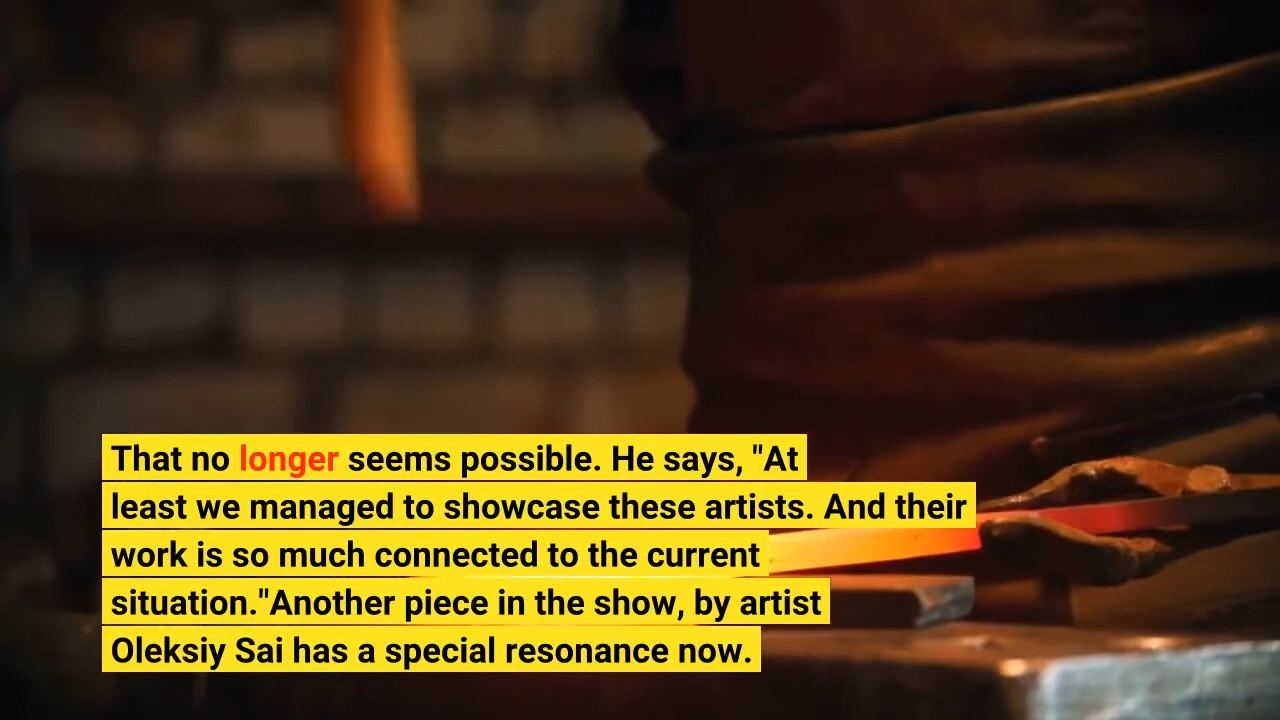 That no longer seems possible. He says, "At
least we managed to showcase these artists. And their
work is so much connected to the current
situation."Another piece in the show, by artist
Oleksiy Sai has a special resonance now.